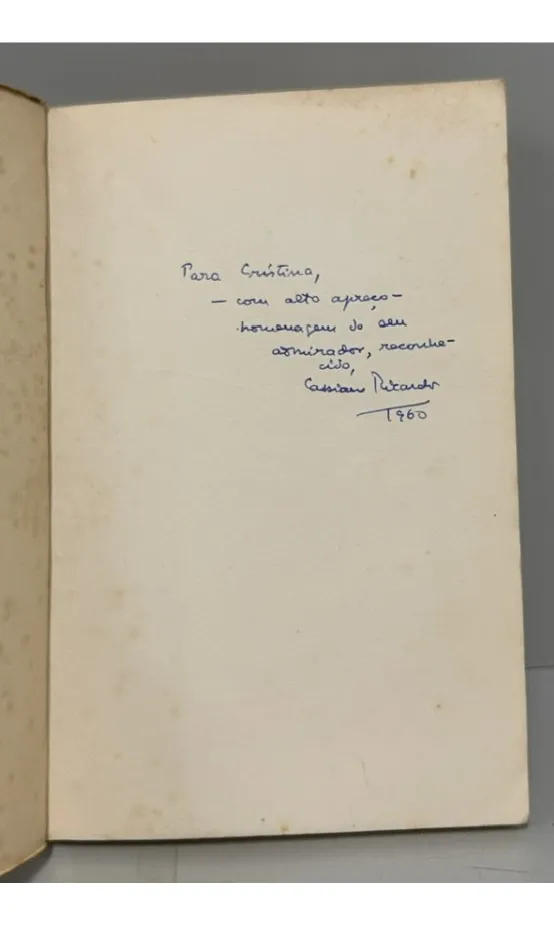 Para Cristina,
— com alto apreço —
homenagem do seu
admirador, reconhe-
cido,
Cassiano Ricardo
1960